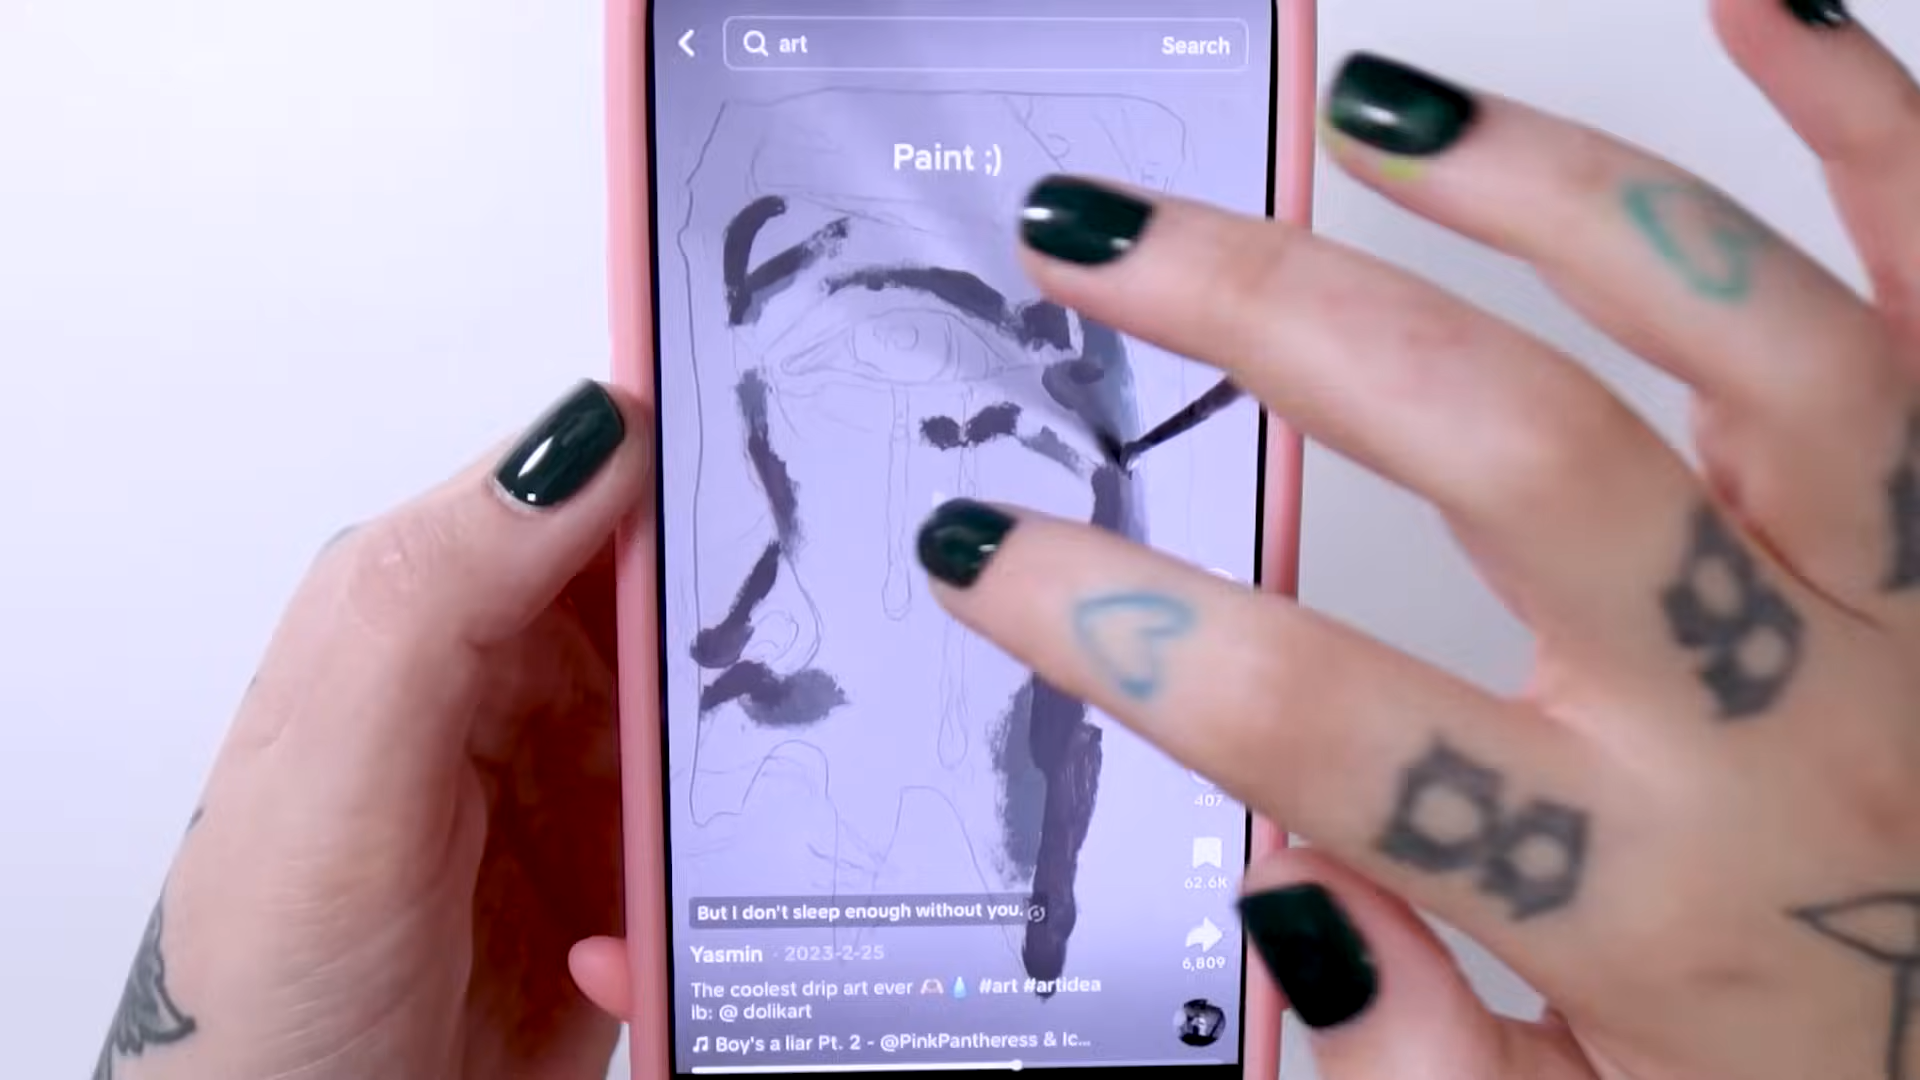 art
Search
Paint ;)
407
62.6K
6,809
But I don't sleep enough without you.
Yasmin · 2023-2-25
The coolest drip art ever 🫶🏻💧 #art #artidea
ib: @ dolikart
Boy's a liar Pt. 2 - @PinkPantheress & Ic...